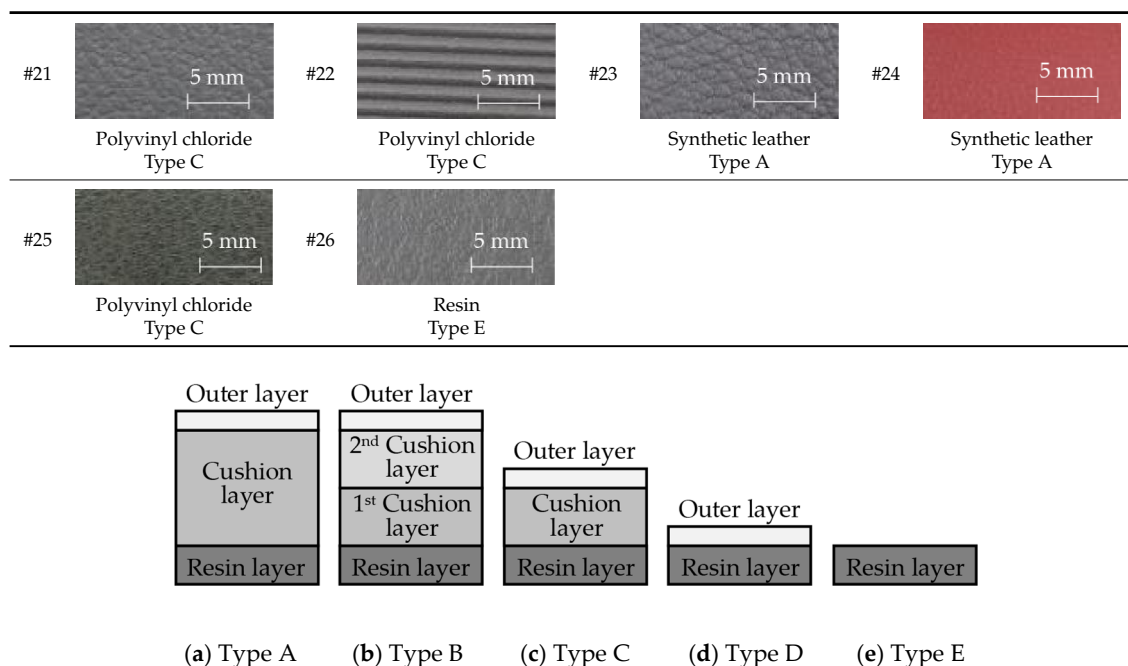 #21
5 mm
Polyvinyl chloride
Type C
#22
5 mm
Polyvinyl chloride
Type C
#23
5 mm
Synthetic leather
Type A
#24
5 mm
Synthetic leather
Type A
#25
5 mm
Polyvinyl chloride
Type C
#26
5 mm
Resin
Type E
Outer layer
Cushion
layer
Resin layer
Outer layer
2nd Cushion
layer
1st Cushion
layer
Resin layer
Outer layer
Cushion
layer
Resin layer
Outer layer
Resin layer
Resin layer
(a) Type A
(b) Type B
(c) Type C
(d) Type D
(e) Type E